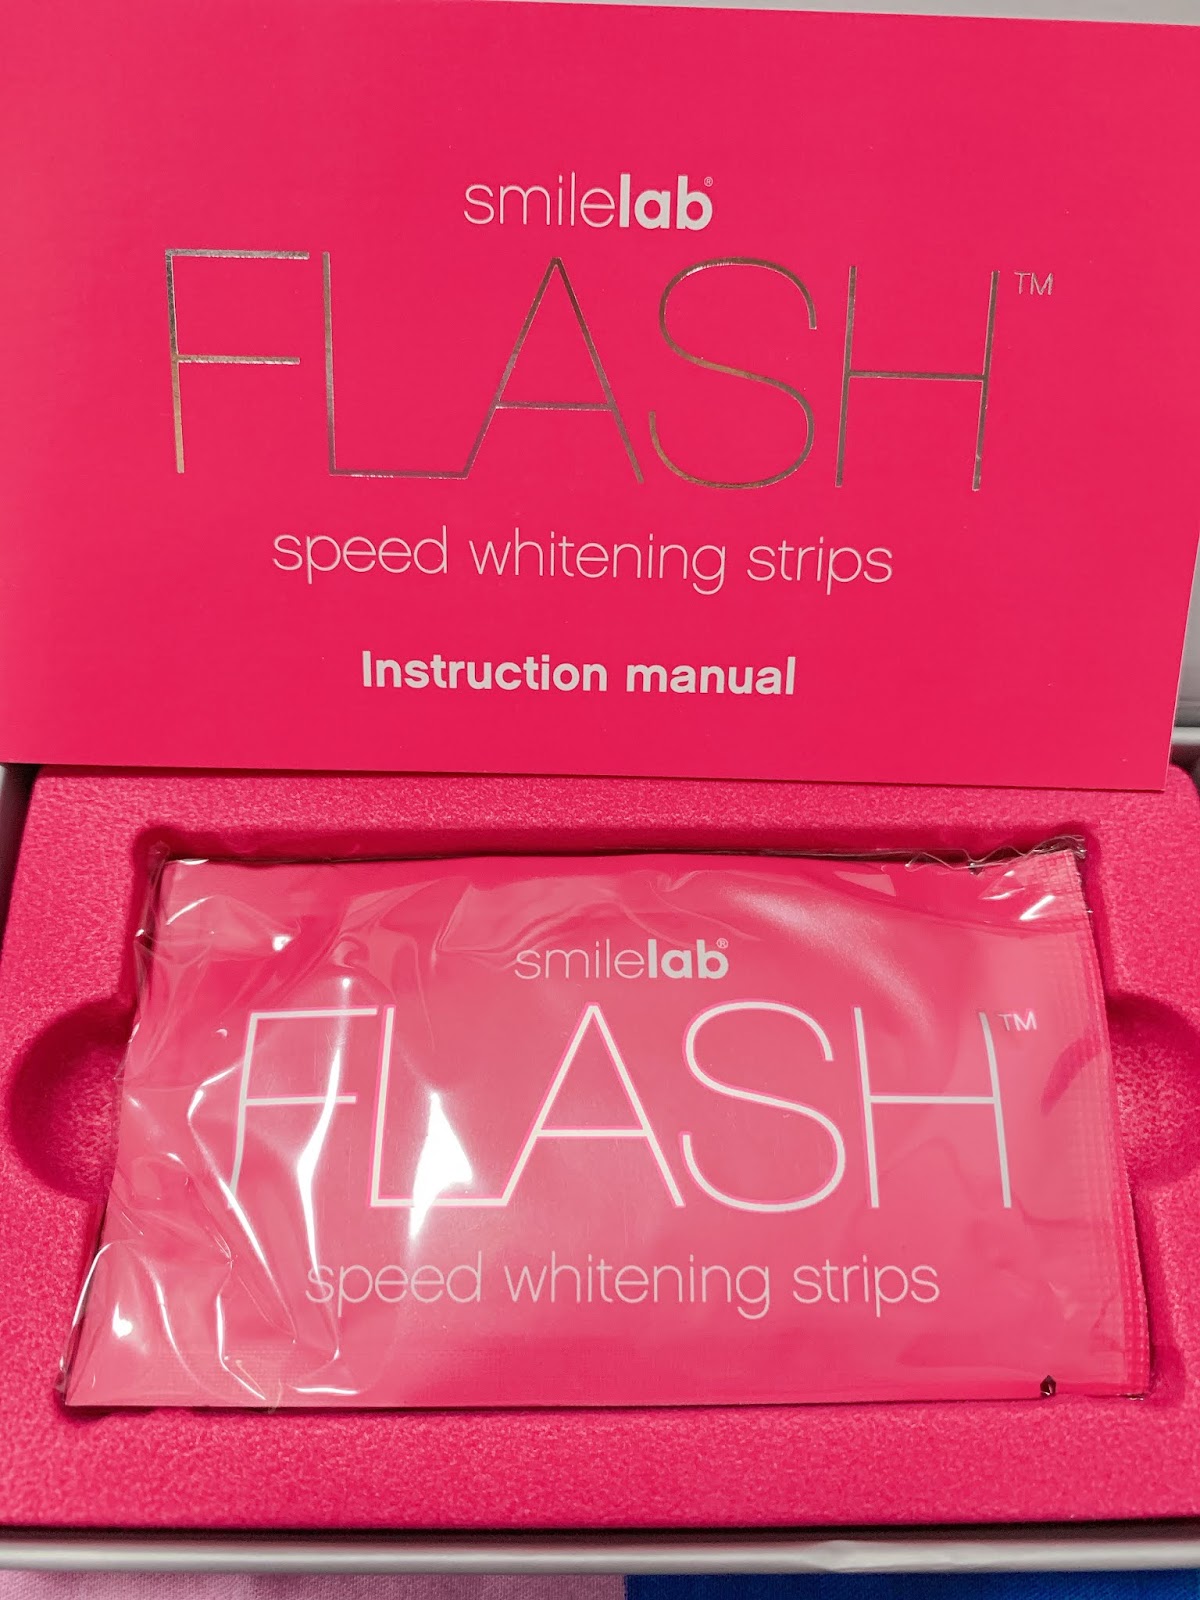 smilelab®
FLASH™
speed whitening strips
Instruction manual
smilelab®
FLASH™
speed whitening strips